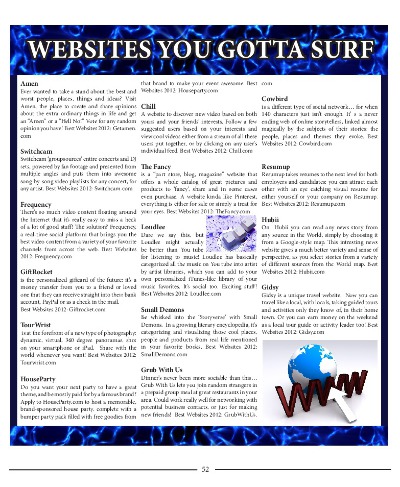 WEBSITES YOU GOTTA SURF
Amen
Ever wanted to take a stand about the best and
worst people, places, things and ideas? Visit
Amen, the place to create and share opinions
about the extra ordinary things in life and get
an "Amen" or a "Hell No!" Vote for any random
opinion you have! Best Websites 2012: Getamen.
com
Switchcam
Switchcam 'groupsources' entire concerts and DJ
sets, powered by fan footage and presented from
multiple angles and puts them into awesome
song by song video playlists for any concert, for
any artist. Best Websites 2012: Switchcam.com
Frequency
There's so much video content floating around
the Internet that it's really easy to miss a heck
of a lot of good stuff! The solution? Frequency,
a real-time social platform that brings you the
best video content from a variety of your favorite
channels from across the web. Best Websites
2012: Frequency.com
GiftRocket
is the personalized giftcard of the future: it's a
money transfer from you to a friend or loved
one that they can receive straight into their bank
account, PayPal or as a check in the mail.
Best Websites 2012: Giftrocket.com
TourWrist
is at the forefront of a new type of photography:
dynamic, virtual, 360 degree panoramas, shot
on your smartphone or iPad. Share with the
world whenever you want! Best Websites 2012:
Tourwrist.com
HouseParty
Do you want your next party to have a great
theme, and be mostly paid for by a famous brand?
Apply to HouseParty.com to host a memorable,
brand-sponsored house party, complete with a
bumper party pack filled with free goodies from
that brand to make your event awesome. Best
Websites 2012: Houseparty.com
Chill
A website to discover new video based on both
yours and your friends' interests. Follow a few
suggested users based on your interests and
view cool videos either from a stream of all these
users put together, or by clicking on any user's
individual feed. Best Websites 2012: Chill.com
The Fancy
is a "part store, blog, magazine" website that
offers a whole catalog of great pictures and
products to 'fancy', share and in some cases
even purchase. A website kinda like Pinterest,
everything is either for sale or simply a treat for
your eyes. Best Websites 2012: TheFancy.com
Loudlee
Dare we say this, but
Loudlee might actually
be better than You tube
for listening to music! Loudlee has basically
categorized all the music on You tube into artist
by artist libraries, which you can add to your
own personalized iTunes-like library of your
music favorites. It's social too. Exciting stuff!
Best Websites 2012: Loudlee.com
Small Demons
Be whisked into the 'Storyverse' with Small
Demons. In a growing literary encyclopedia, it's
categorizing and visualizing those cool places,
people and products from real life mentioned
in your favorite books. Best Websites 2012:
SmallDemons.com
Grub With Us
Dinner's never been more sociable than this…
Grub With Us lets you join random strangers in
a prepaid group meal at great restaurants in your
area. Could work really well for networking with
potential business contacts, or just for making
new friends! Best Websites 2012: GrubWithUs.
com
Cowbird
is a different type of social network… for when
140 characters just isn't enough. It's a never
ending web of online storytellers, linked almost
magically by the subjects of their stories: the
people, places and themes they evoke. Best
Websites 2012: Cowbird.com
Resumup
Resumup takes resumes to the next level for both
employers and candidates: you can attract each
other with an eye catching visual resume for
either yourself or your company on Resumup.
Best Websites 2012: Resumup.com
Hubii
On Hubii you can read any news story from
any source in the World, simply by choosing it
from a Google-style map. This interesting news
website gives a much better variety and sense of
perspective, as you select stories from a variety
of different sources from the World map. Best
Websites 2012: Hubii.com
Gidsy
Gidsy is a unique travel website. Now you can
travel like a local, with locals, taking guided tours
and activities only they know of, in their home
town. Or you can earn money on the weekend
as a local tour guide or activity leader too! Best
Websites 2012: Gidsy.com
WWW
52